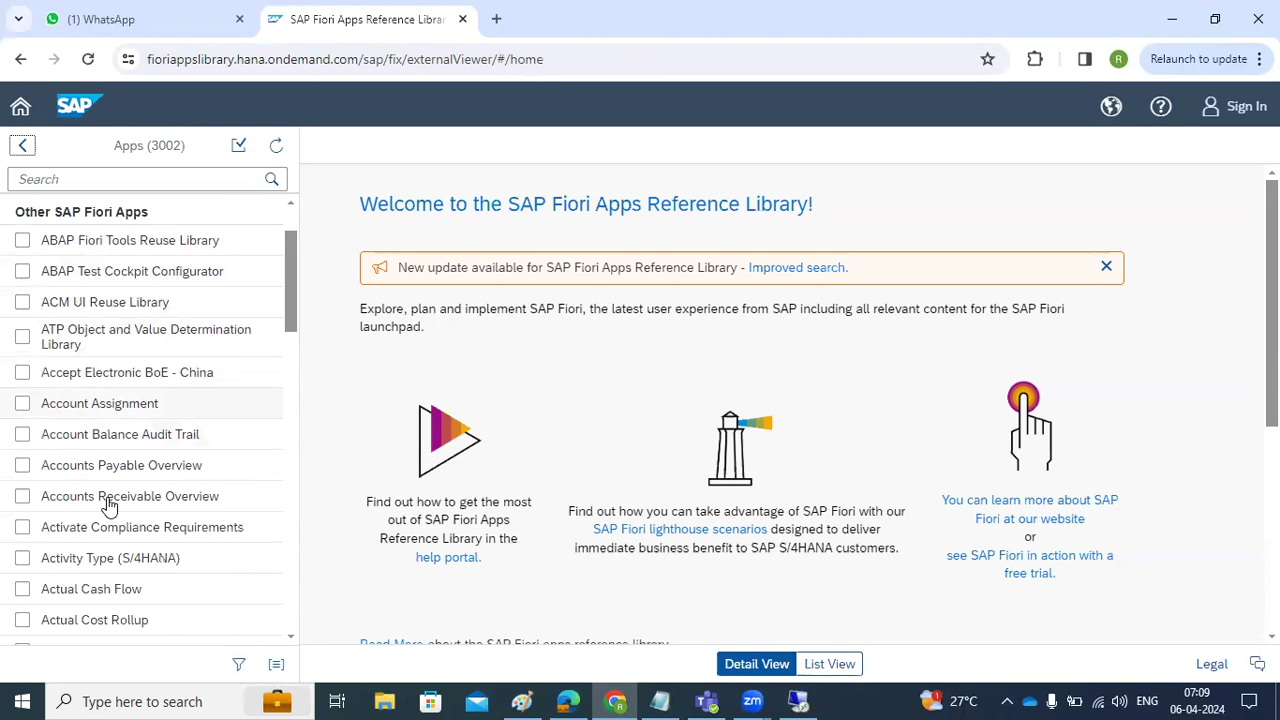 (1) WhatsApp
SAP Fiori Apps Reference Libra
fioriappslibrary.hana.ondemand.com/sap/fix/externalViewer/#/home
R
Relaunch to update
SAP
Sign In
Apps (3002)
Search
Other SAP Fiori Apps
ABAP Fiori Tools Reuse Library
ABAP Test Cockpit Configurator
ACM UI Reuse Library
ATP Object and Value Determination
Library
Accept Electronic BoE - China
Account Assignment
Account Balance Audit Trail
Accounts Payable Overview
Accounts Receivable Overview
Activate Compliance Requirements
Activity Type (S/4HANA)
Actual Cash Flow
Actual Cost Rollup
Welcome to the SAP Fiori Apps Reference Library!
New update available for SAP Fiori Apps Reference Library - Improved search.
Explore, plan and implement SAP Fiori, the latest user experience from SAP including all relevant content for the SAP Fiori
launchpad.
Find out how to get the most
out of SAP Fiori Apps
Reference Library in the
help portal.
Find out how you can take advantage of SAP Fiori with our
SAP Fiori lighthouse scenarios designed to deliver
immediate business benefit to SAP S/4HANA customers.
You can learn more about SAP
Fiori at our website
or
see SAP Fiori in action with a
free trial.
Read More about the SAP Fiori apps reference library
Detail View
List View
Legal
Type here to search
27°C
ENG
07:09
06-04-2024